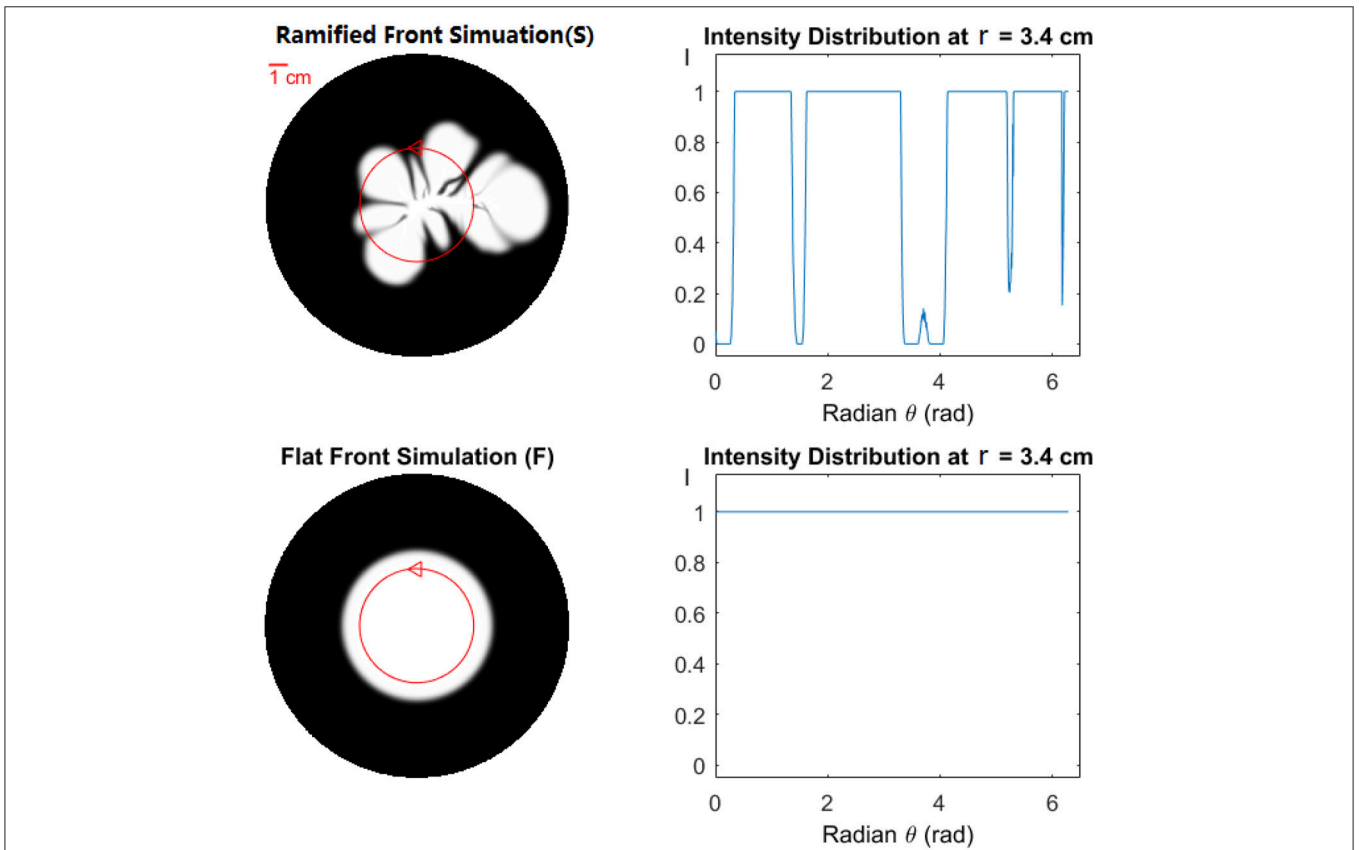 Ramified Front Simuation(S)
1 cm
Intensity Distribution at r = 3.4 cm
I
1
0.8
0.6
0.4
0.2
0
0 2 4 6
Radian θ (rad)
Flat Front Simulation (F)
Intensity Distribution at r = 3.4 cm
I
1
0.8
0.6
0.4
0.2
0
0 2 4 6
Radian θ (rad)